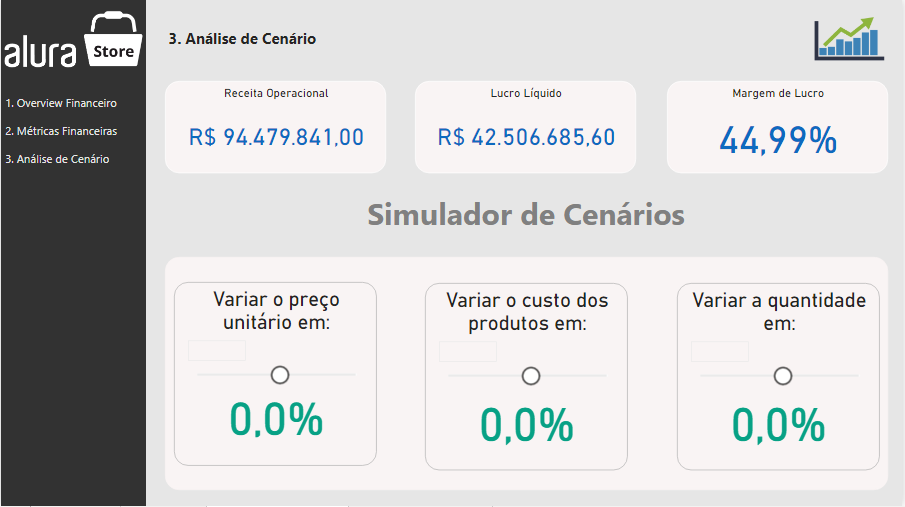 alura
Store
1. Overview Financeiro
2. Métricas Financeiras
3. Análise de Cenário
3. Análise de Cenário
Receita Operacional
R$ 94.479.841,00
Lucro Líquido
R$ 42.506.685,60
Margem de Lucro
44,99%
Simulador de Cenários
Variar o preço
unitário em:
0,0%
Variar o custo dos
produtos em:
0,0%
Variar a quantidade
em:
0,0%